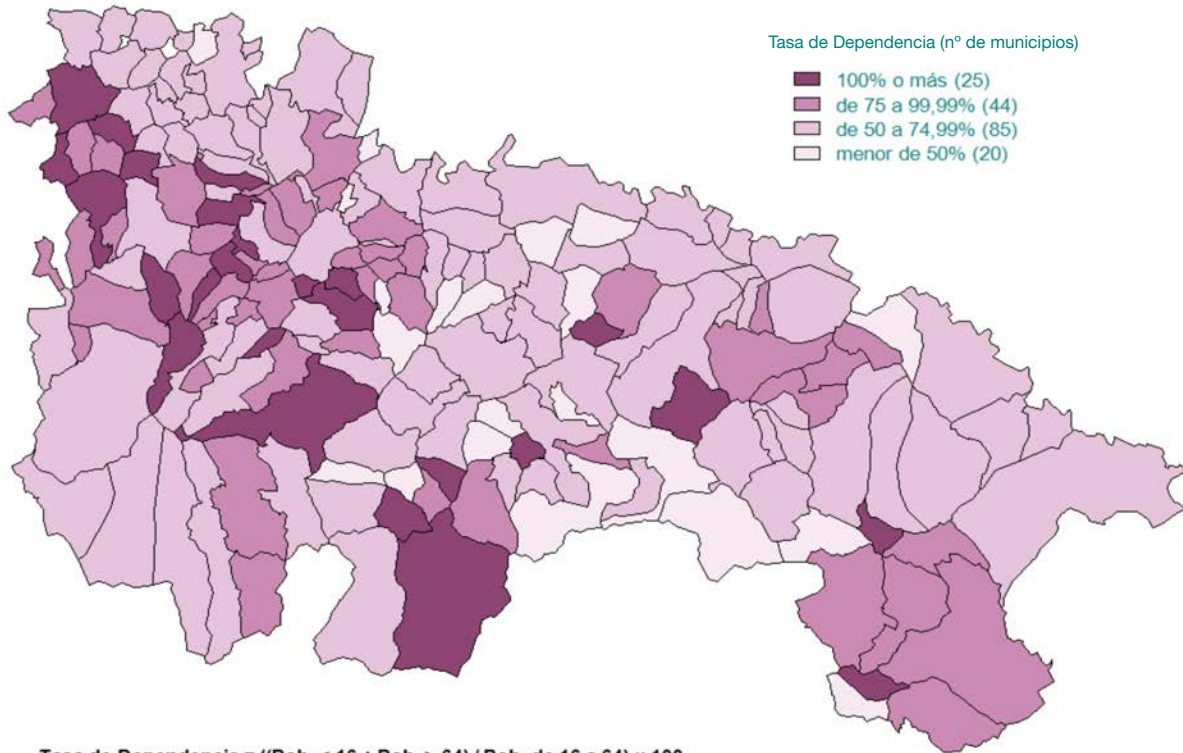 Tasa de Dependencia (nº de municipios)
100% o más (25)
de 75 a 99,99% (44)
de 50 a 74,99% (85)
menor de 50% (20)
Tasa de Dependencia = ((Pob. < 16 + Pob. > 64) / Pob. de 16 a 64) x 100